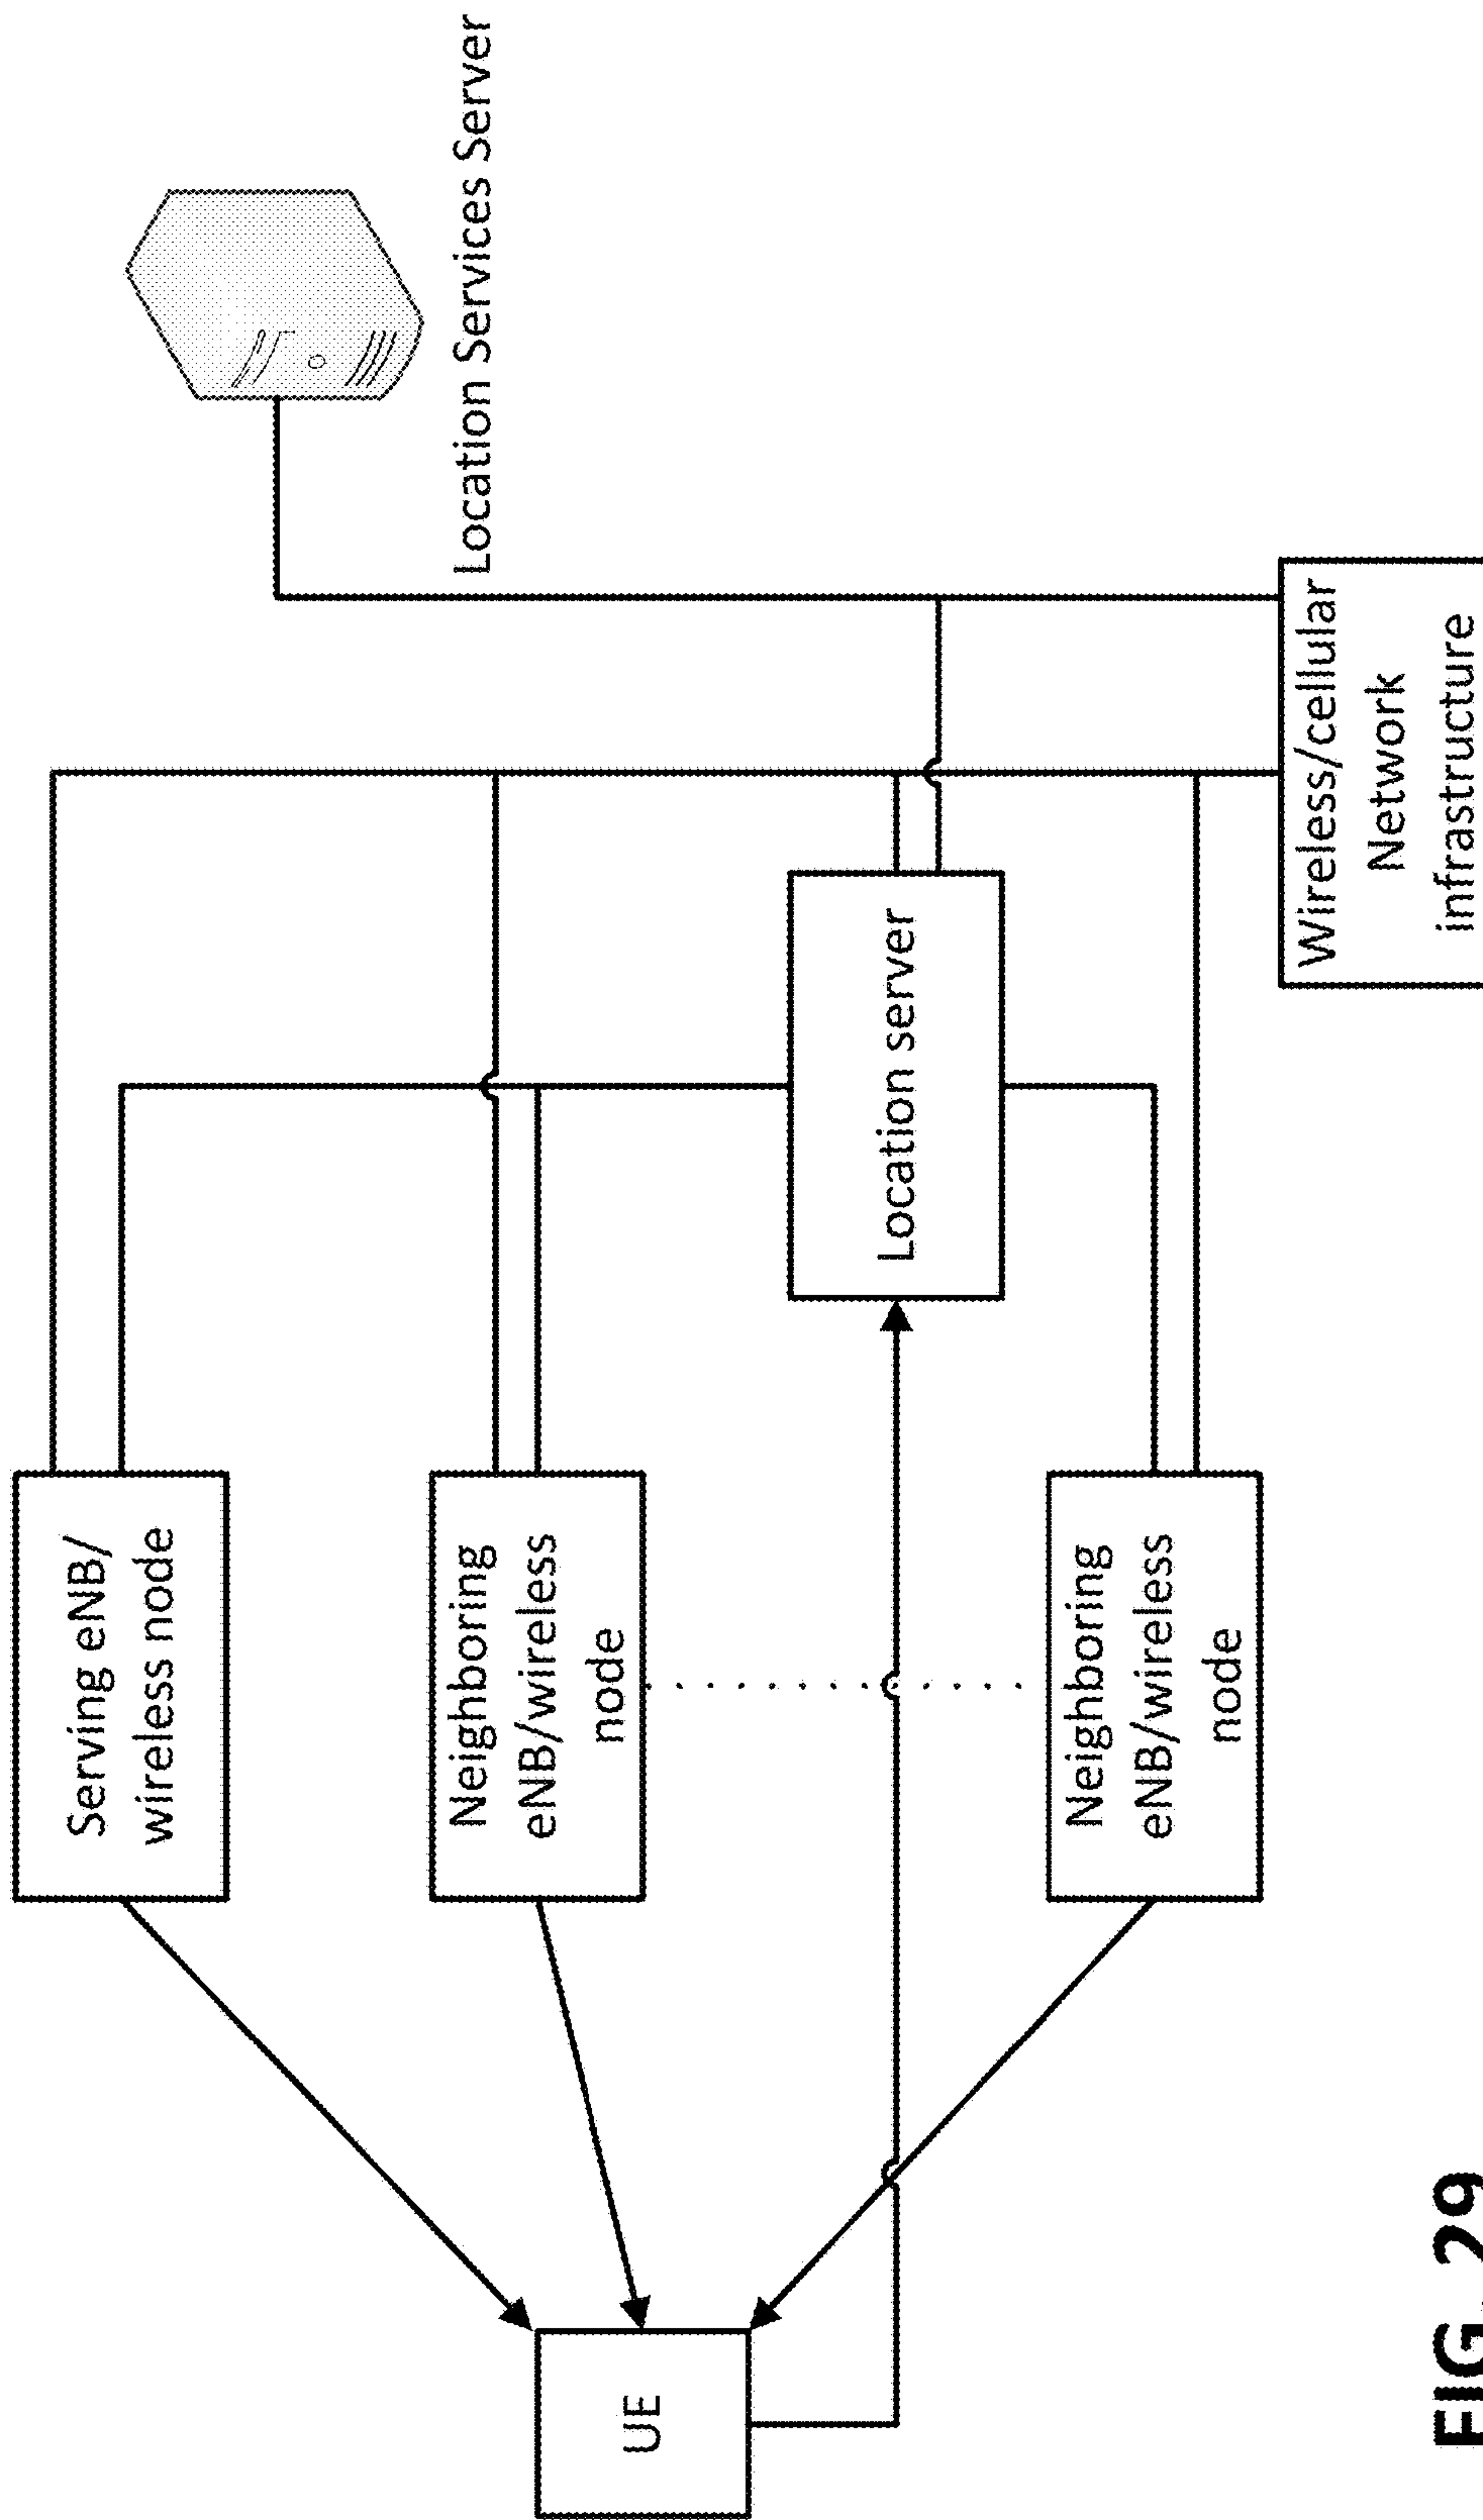 Serving eNB/
wireless node
Neighboring
eNB/wireless
node
Neighboring
eNB/wireless
node
UE
Location server
Location Services Server
Wireless/cellular
Network
infrastructure
FIG. 29